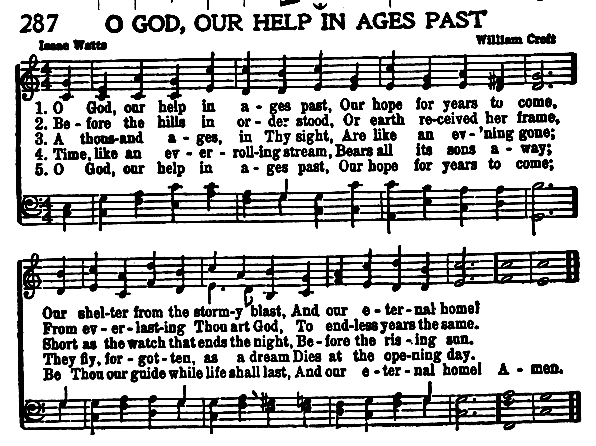 287 O GOD, OUR HELP IN AGES PAST
Isaac Watts William Croft
1. O God, our help in a - ges past, Our hope for years to come,
2. Be - fore the hills in or - der stood, Or earth re-ceived her frame,
3. A thous-and a - ges, in Thy sight, Are like an ev - 'ning gone;
4. Time, like an ev - er - roll-ing stream, Bears all its sons a - way;
5. O God, our help in a - ges past, Our hope for years to come;
Our shel-ter from the storm-y blast, And our e - ter - nal home!
From ev - er - last-ing Thou art God, To end-less years the same.
Short as the watch that ends the night, Be - fore the ris - ing sun.
They fly, for - got - ten, as a dream Dies at the ope-ning day.
Be Thou our guide while life shall last, And our e - ter - nal home! A - men.